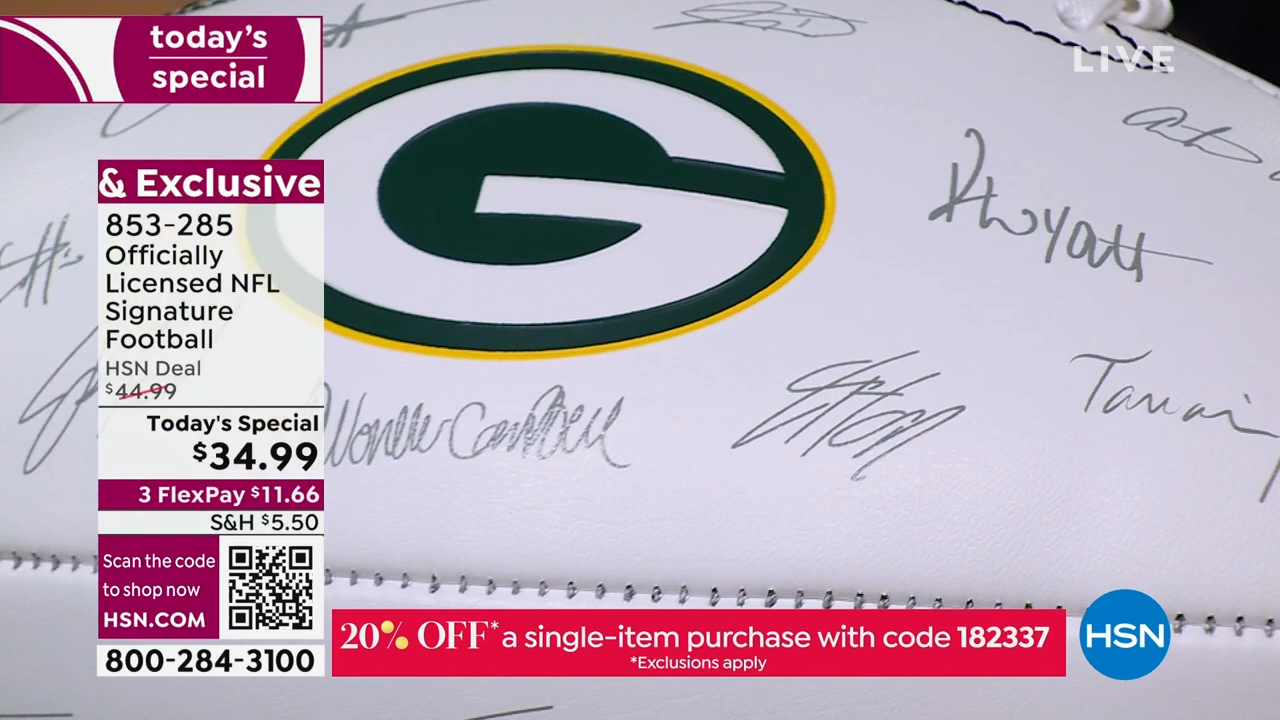 today's
special
LIVE
& Exclusive
853-285
Officially
Licensed NFL
Signature
Football
HSN Deal
$44.99
Today's Special
$34.99
3 FlexPay $11.66
S&H $5.50
Scan the code
to shop now
HSN.COM
800-284-3100
20% OFF* a single-item purchase with code 182337
*Exclusions apply
HSN
G
Wyatt
Campbell